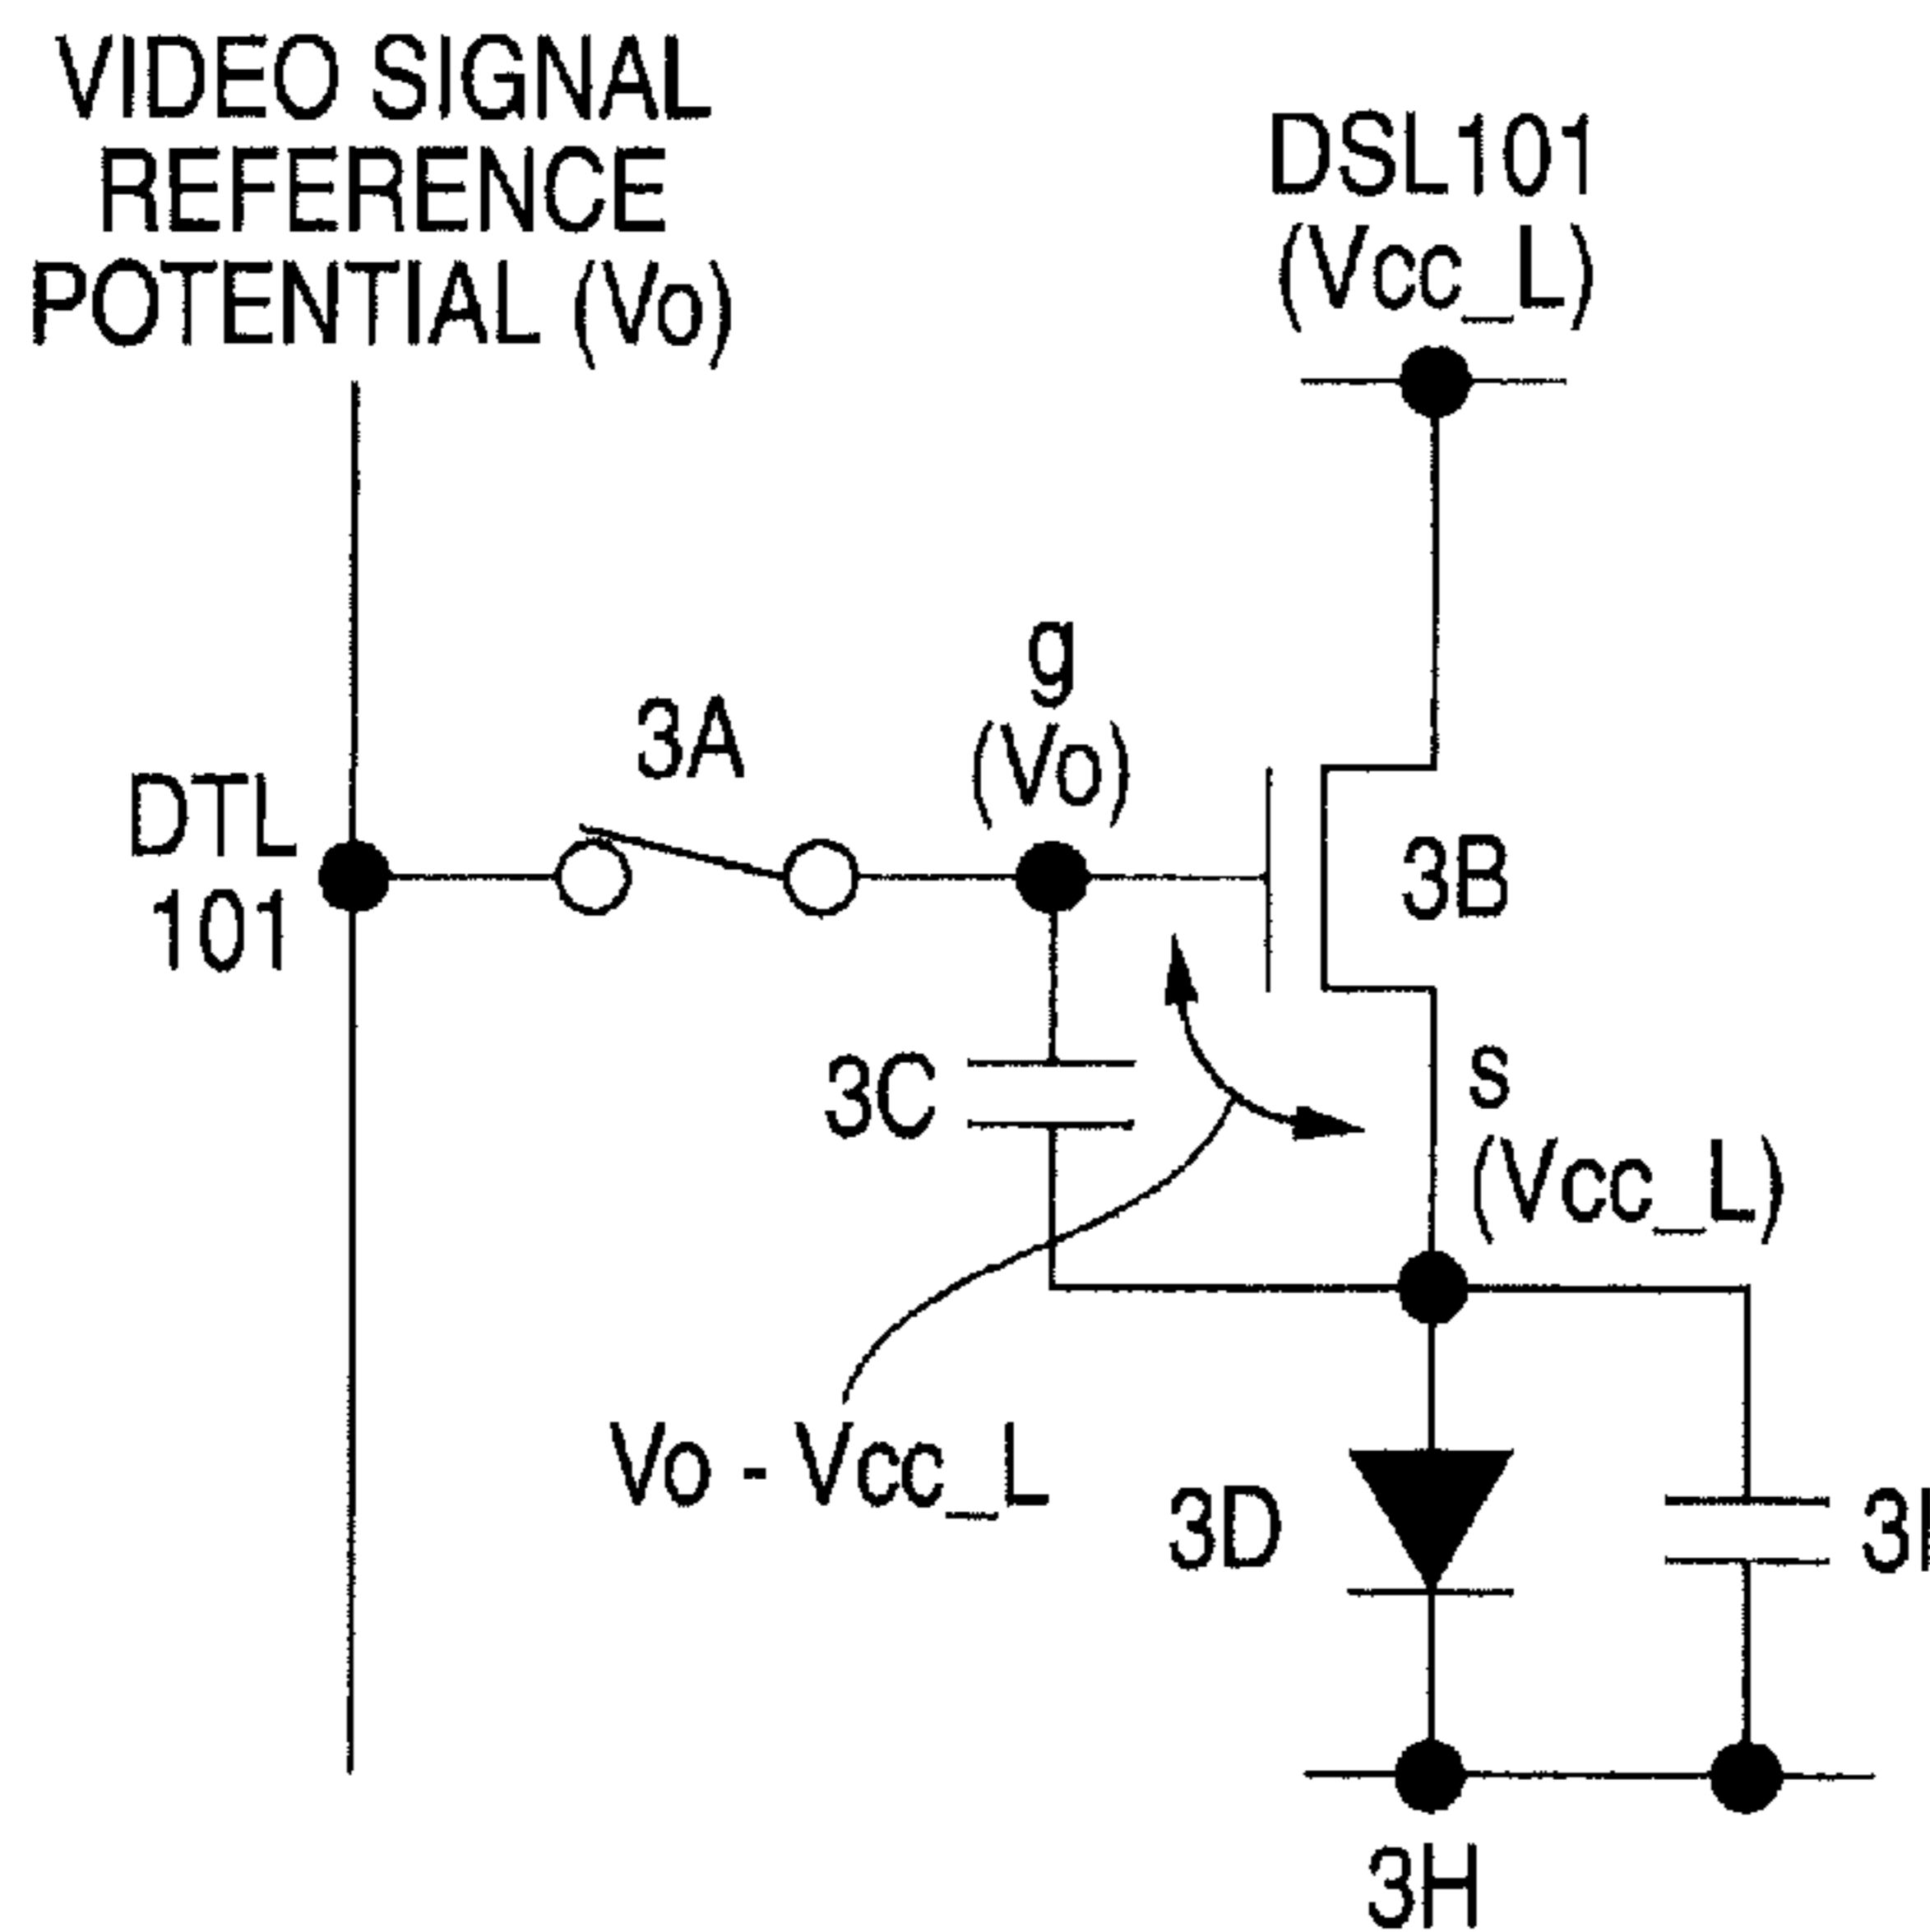 VIDEO SIGNAL
REFERENCE
POTENTIAL (Vo)
DSL101
(Vcc_L)
g
(Vo)
3A
DTL
101
3B
3C
s
(Vcc_L)
Vo - Vcc_L
3D
3H